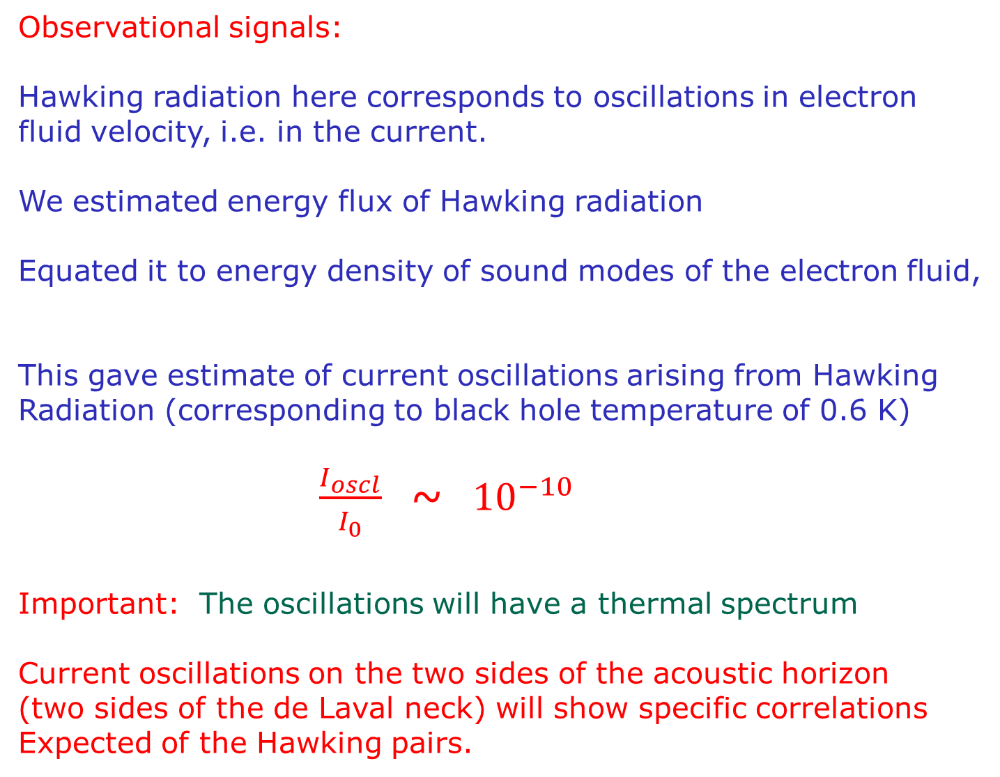 Observational signals:
Hawking radiation here corresponds to oscillations in electron
fluid velocity, i.e. in the current.
We estimated energy flux of Hawking radiation
Equated it to energy density of sound modes of the electron fluid,
This gave estimate of current oscillations arising from Hawking
Radiation (corresponding to black hole temperature of 0.6 K)
I_oscl / I_0 ~ 10^{-10}
Important: The oscillations will have a thermal spectrum
Current oscillations on the two sides of the acoustic horizon
(two sides of the de Laval neck) will show specific correlations
Expected of the Hawking pairs.